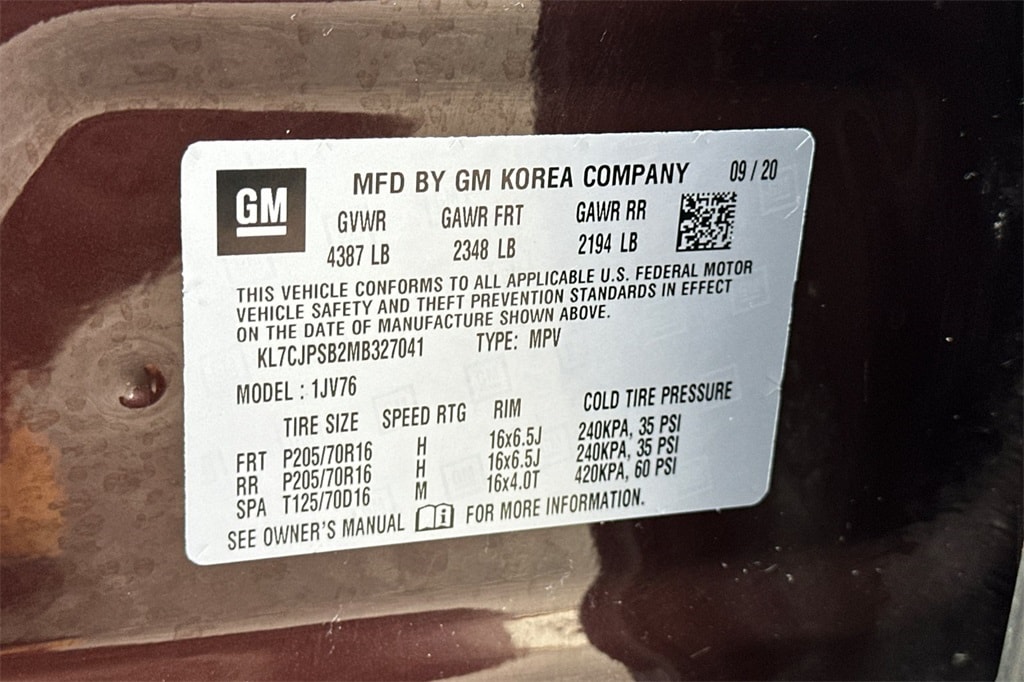 GM
MFD BY GM KOREA COMPANY 09/20
GVWR GAWR FRT GAWR RR
4387 LB 2348 LB 2194 LB
THIS VEHICLE CONFORMS TO ALL APPLICABLE U.S. FEDERAL MOTOR
VEHICLE SAFETY AND THEFT PREVENTION STANDARDS IN EFFECT
ON THE DATE OF MANUFACTURE SHOWN ABOVE.
KL7CJPSB2MB327041 TYPE: MPV
MODEL : 1JV76
TIRE SIZE SPEED RTG RIM COLD TIRE PRESSURE
FRT P205/70R16 H 16x6.5J 240KPA, 35 PSI
RR P205/70R16 H 16x6.5J 240KPA, 35 PSI
SPA T125/70D16 M 16x4.0T 420KPA, 60 PSI
SEE OWNER'S MANUAL FOR MORE INFORMATION.